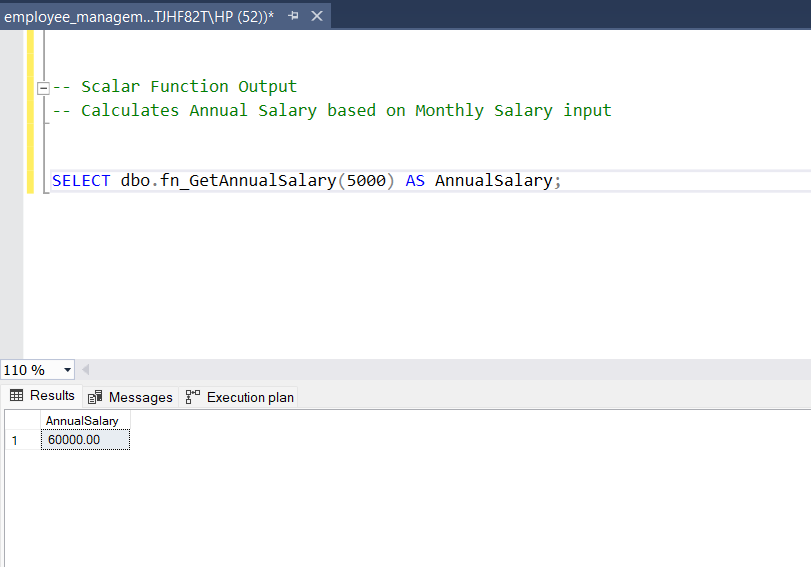 employee_managem...TJHF82T\HP (52))*
-- Scalar Function Output
-- Calculates Annual Salary based on Monthly Salary input
SELECT dbo.fn_GetAnnualSalary(5000) AS AnnualSalary;
110 %
Results Messages Execution plan
AnnualSalary
1 60000.00